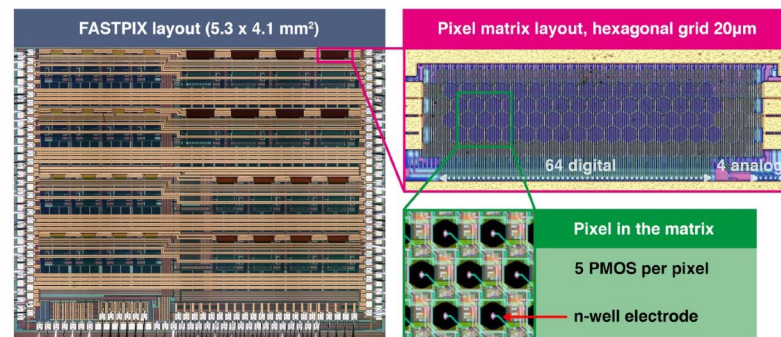 FASTPIX layout (5.3 x 4.1 mm²)
Pixel matrix layout, hexagonal grid 20µm
64 digital
4 analog
Pixel in the matrix
5 PMOS per pixel
n-well electrode